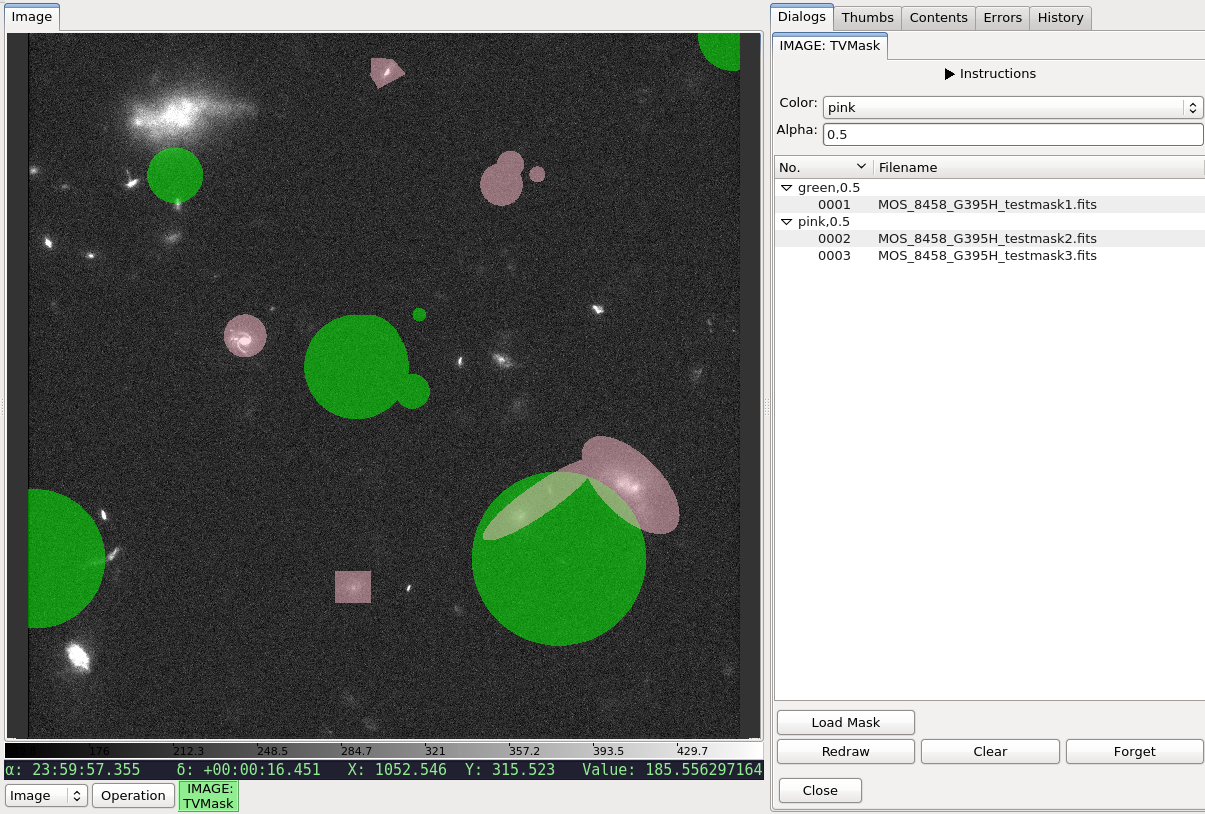 Image
Dialogs Thumbs Contents Errors History
IMAGE: TVMask
Instructions
Color: pink
Alpha: 0.5
No. Filename
green,0.5
0001 MOS_8458_G395H_testmask1.fits
pink,0.5
0002 MOS_8458_G395H_testmask2.fits
0003 MOS_8458_G395H_testmask3.fits
Load Mask
Redraw Clear Forget
Close
176 212.3 248.5 284.7 321 357.2 393.5 429.7
α: 23:59:57.355 δ: +00:00:16.451 X: 1052.546 Y: 315.523 Value: 185.556297164
Image Operation
IMAGE:
TVMask